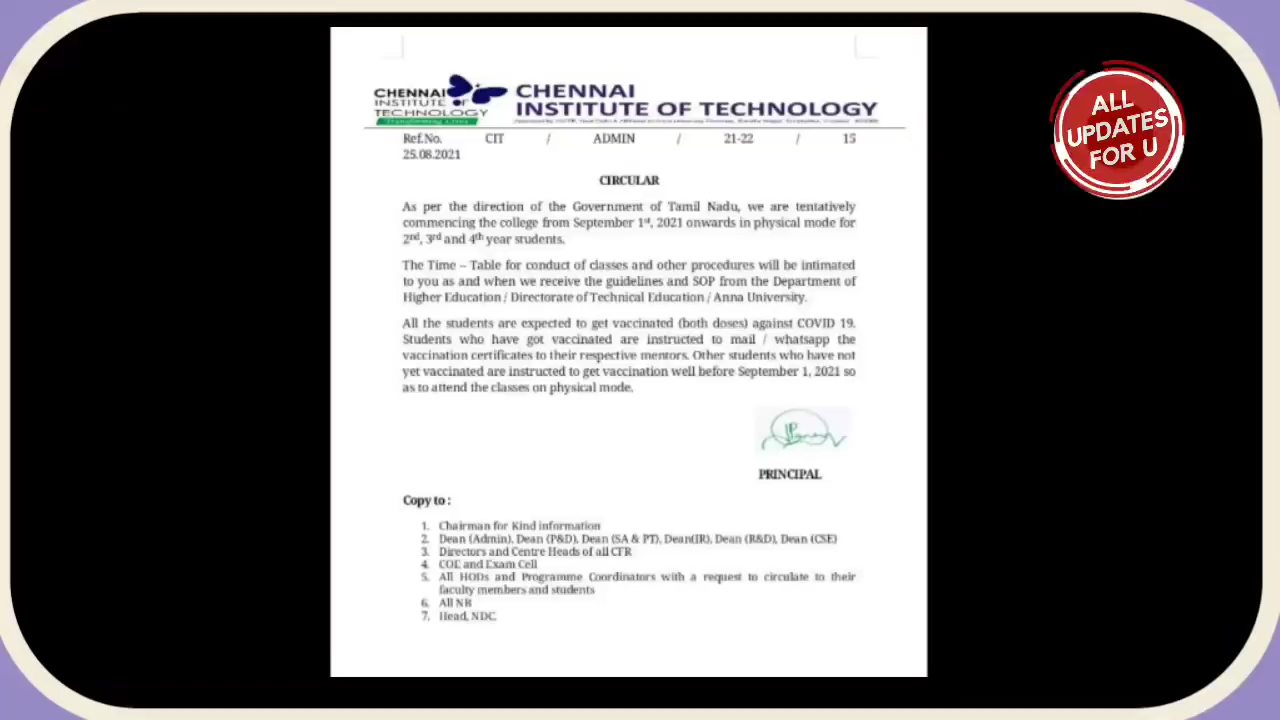 CHENNAI
INSTITUTE OF
TECHNOLOGY
Transforming Lives
CHENNAI
INSTITUTE OF TECHNOLOGY
Ref.No. CIT / ADMIN / 21-22 / 15
25.08.2021
CIRCULAR
As per the direction of the Government of Tamil Nadu, we are tentatively
commencing the college from September 1st, 2021 onwards in physical mode for
2nd, 3rd and 4th year students.
The Time – Table for conduct of classes and other procedures will be intimated
to you as and when we receive the guidelines and SOP from the Department of
Higher Education / Directorate of Technical Education / Anna University.
All the students are expected to get vaccinated (both doses) against COVID 19.
Students who have got vaccinated are instructed to mail / whatsapp the
vaccination certificates to their respective mentors. Other students who have not
yet vaccinated are instructed to get vaccination well before September 1, 2021 so
as to attend the classes on physical mode.
PRINCIPAL
Copy to :
1. Chairman for Kind information
2. Dean (Admin), Dean (P&D), Dean (SA & PT), Dean(IR), Dean (R&D), Dean (CSE)
3. Directors and Centre Heads of all CFR
4. COE and Exam Cell
5. All HODs and Programme Coordinators with a request to circulate to their
faculty members and students
6. All NB
7. Head, NDC.
ALL
UPDATES
FOR U